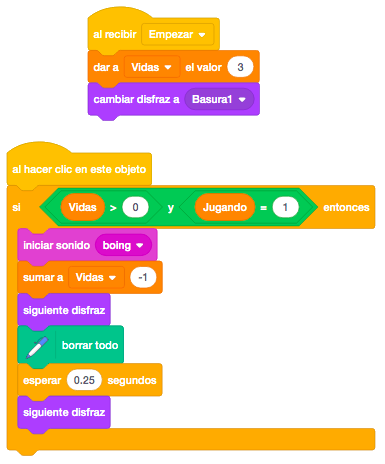 al recibir Empezar
dar a Vidas el valor 3
cambiar disfraz a Basura1
al hacer clic en este objeto
si Vidas > 0 y Jugando = 1 entonces
iniciar sonido boing
sumar a Vidas -1
siguiente disfraz
borrar todo
esperar 0.25 segundos
siguiente disfraz